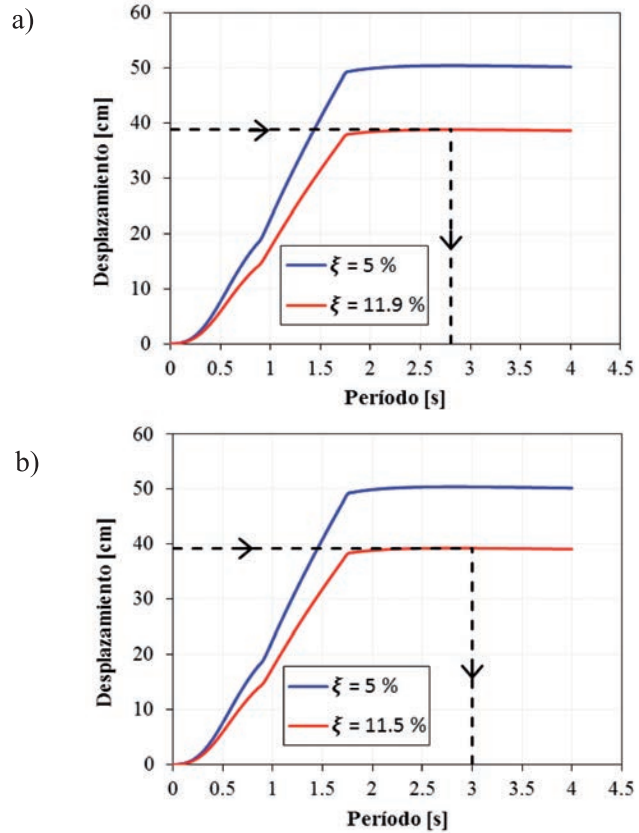 a)
60
50
40
30
20
10
0
Desplazamiento [cm]
ξ = 5 %
ξ = 11.9 %
0 0.5 1 1.5 2 2.5 3 3.5 4 4.5
Período [s]
b)
60
50
40
30
20
10
0
Desplazamiento [cm]
ξ = 5 %
ξ = 11.5 %
0 0.5 1 1.5 2 2.5 3 3.5 4 4.5
Período [s]